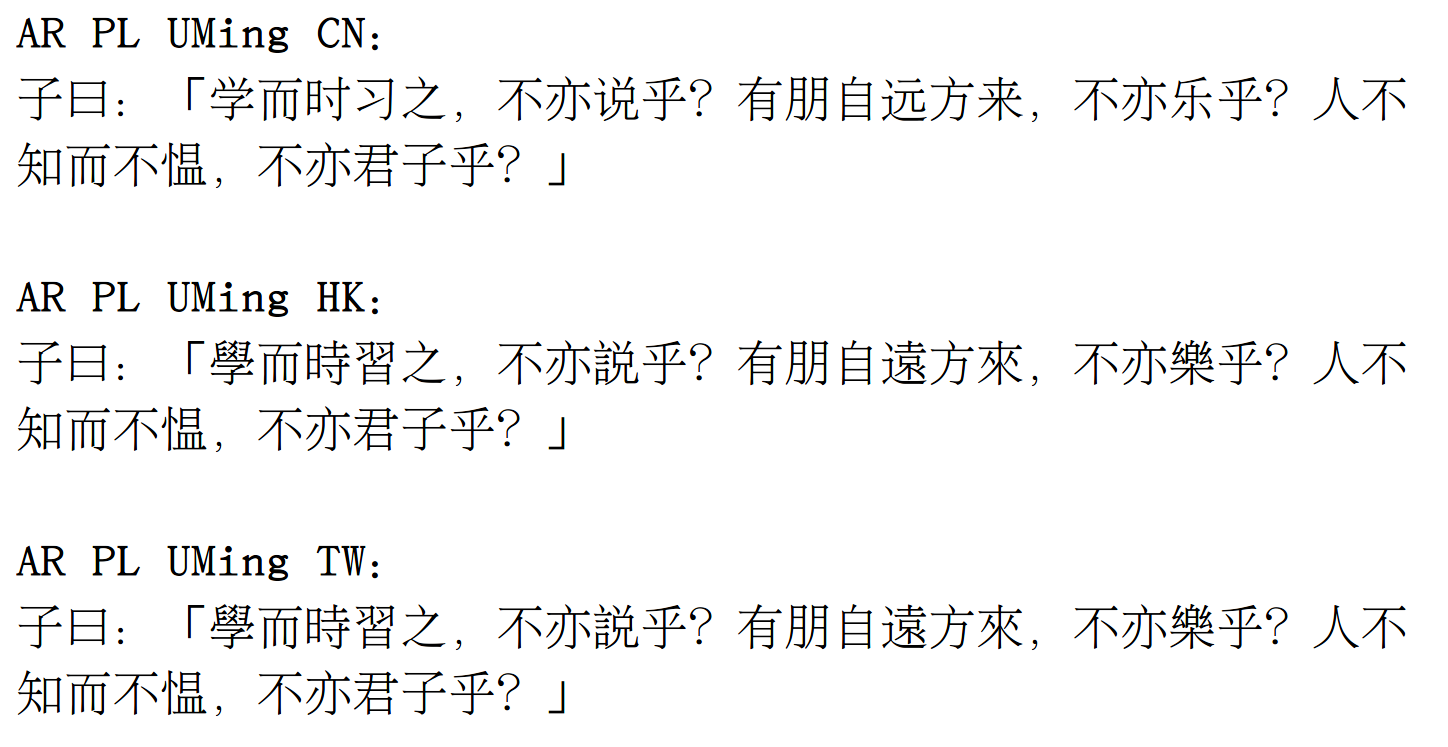 AR PL UMing CN：
子曰：「学而时习之，不亦说乎？有朋自远方来，不亦乐乎？人不
知而不愠，不亦君子乎？」
AR PL UMing HK：
子曰：「學而時習之，不亦説乎？有朋自遠方來，不亦樂乎？人不
知而不愠，不亦君子乎？」
AR PL UMing TW：
子曰：「學而時習之，不亦説乎？有朋自遠方來，不亦樂乎？人不
知而不愠，不亦君子乎？」